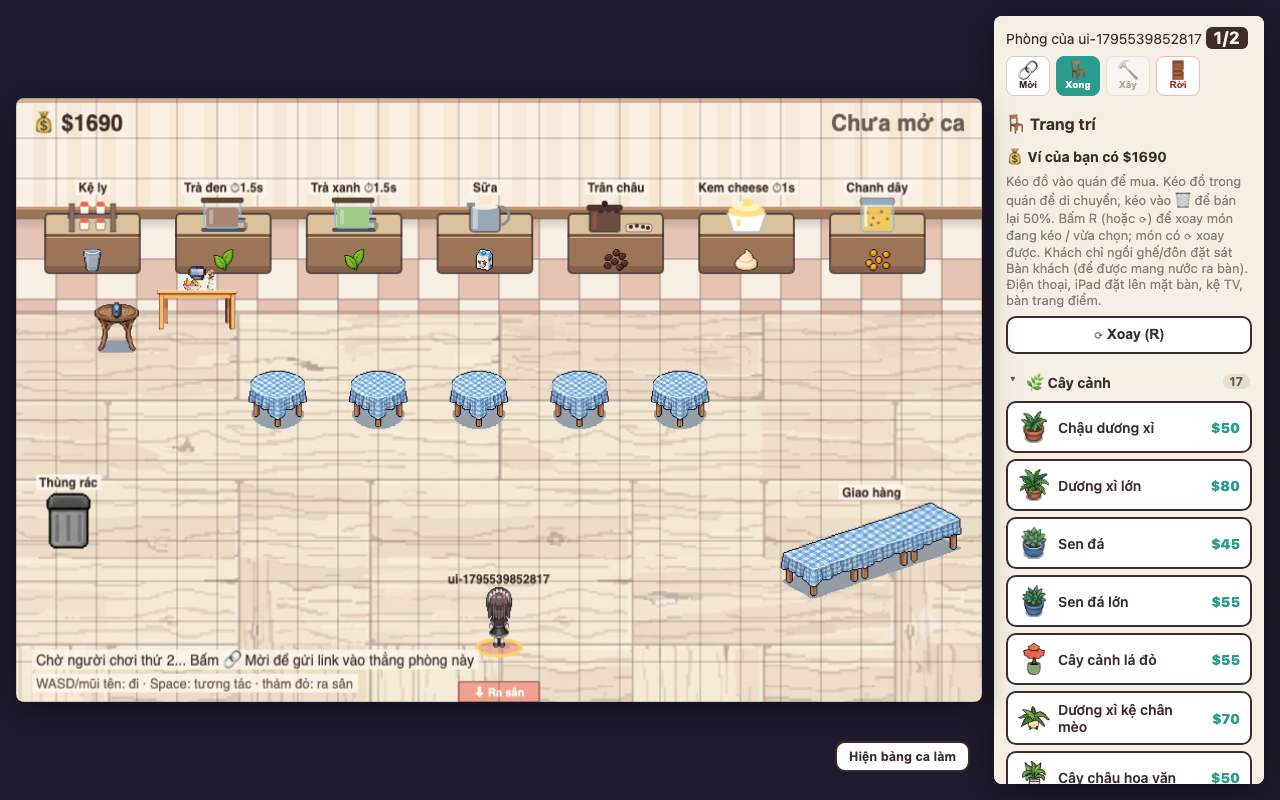 $1690
Chưa mở ca
Kệ ly
Trà đen ⏱1.5s
Trà xanh ⏱1.5s
Sữa
Trân châu
Kem cheese ⏱1s
Chanh dây
Thùng rác
Giao hàng
ui-1795539852817
Chờ người chơi thứ 2... Bấm 🔗 Mời để gửi link vào thẳng phòng này
WASD/mũi tên: đi · Space: tương tác · thảm đỏ: ra sân
⬇ Ra sân
Hiện bảng ca làm
Phòng của ui-1795539852817 1/2
Mời
Xong
Xây
Rời
Trang trí
Ví của bạn có $1690
Kéo đồ vào quán để mua. Kéo đồ trong
quán để di chuyển, kéo vào 🗑 để bán
lại 50%. Bấm R (hoặc ⟳) để xoay món
đang kéo / vừa chọn; món có ⟳ xoay
được. Khách chỉ ngồi ghế/đôn đặt sát
Bàn khách (để được mang nước ra bàn).
Điện thoại, iPad đặt lên mặt bàn, kệ TV,
bàn trang điểm.
⟳ Xoay (R)
Cây cảnh 17
Chậu dương xỉ $50
Dương xỉ lớn $80
Sen đá $45
Sen đá lớn $55
Cây cảnh lá đỏ $55
Dương xỉ kệ chân
mèo $70
Cây chậu hoa văn $50